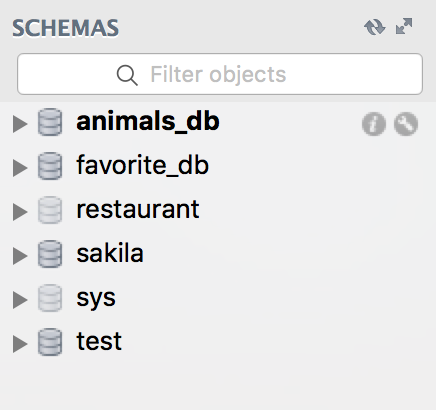 SCHEMAS
Filter objects
animals_db
favorite_db
restaurant
sakila
sys
test